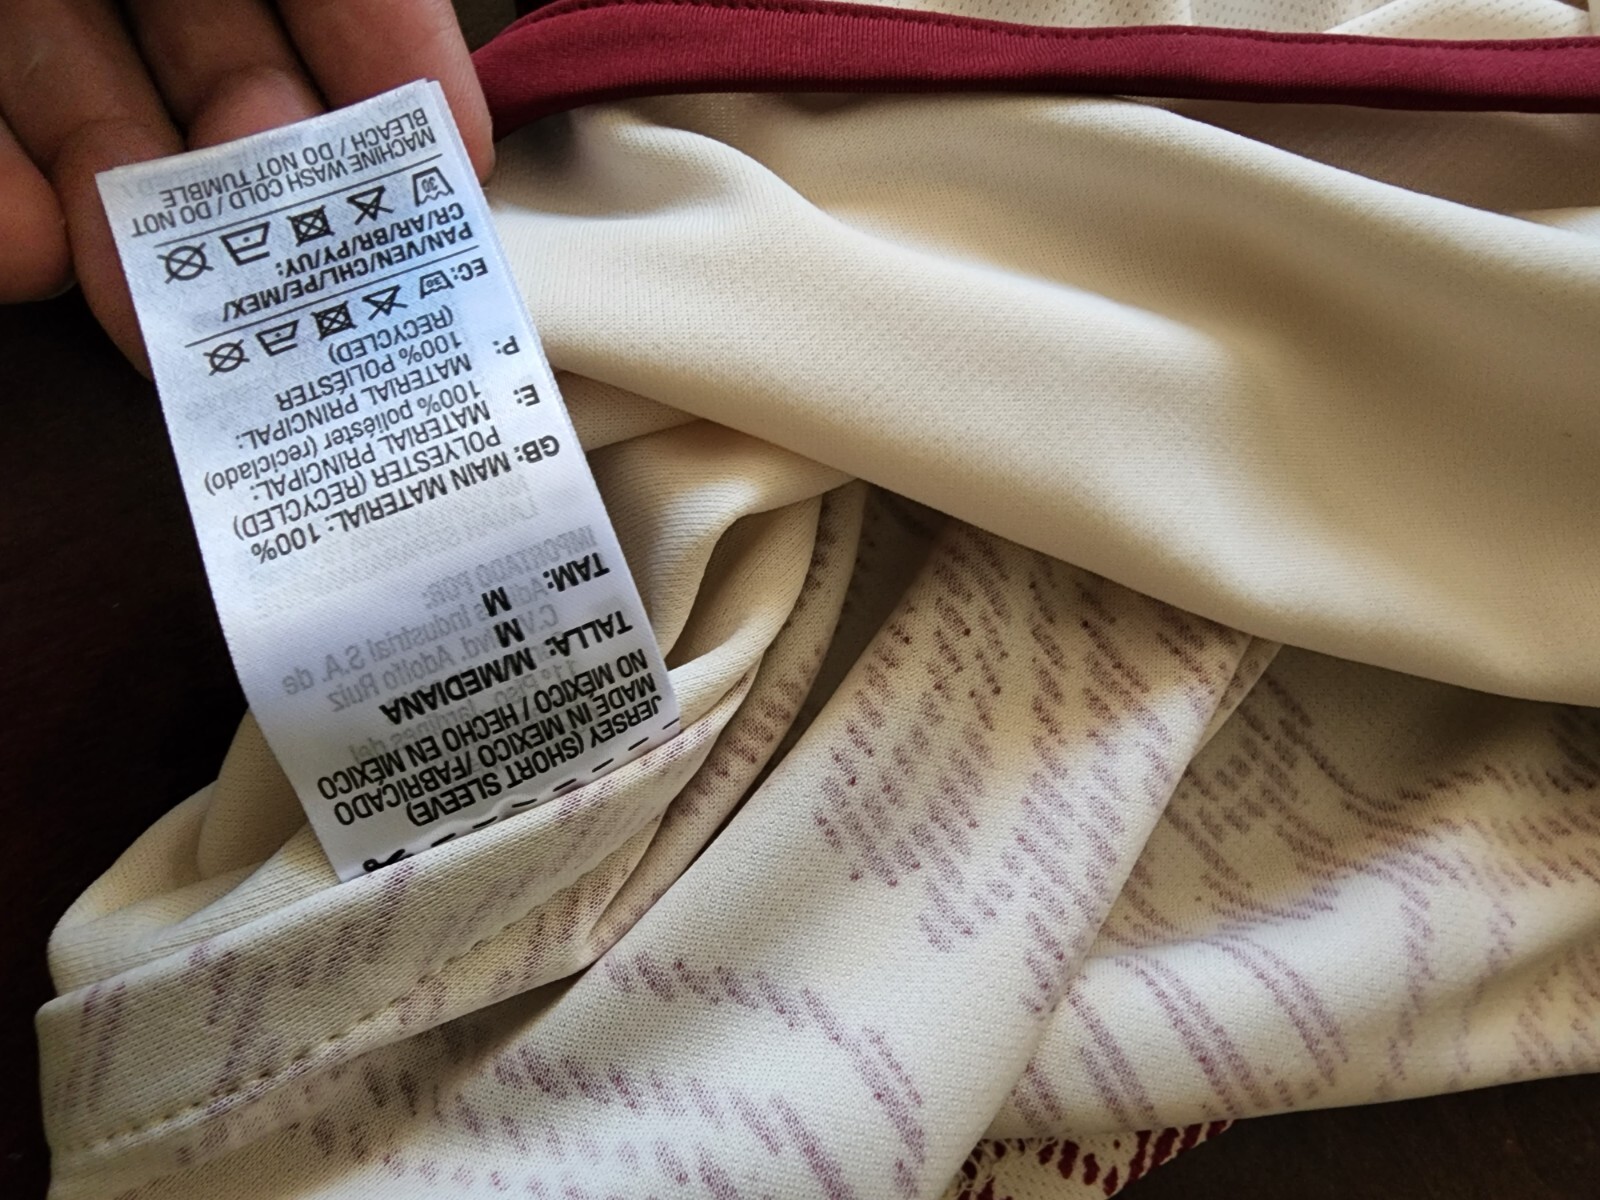 JERSEY (SHORT SLEEVE)
MADE IN MEXICO /FABRICADO
NO MÉXICO / HECHO EN MÉXICO
TALLA: M/MEDIANA
M
TAM: M
GB: MAIN MATERIAL: 100%
POLYESTER (RECYCLED)
E: MATERIAL PRINCIPAL:
100% poliéster (reciclado)
P: MATERIAL PRINCIPAL:
100% POLIÉSTER
(RECYCLED)
EC: 30
PAN/VEN/CHL/PE/MEX/
CR/AR/BR/PY/UY:
30
MACHINE WASH COLD / DO NOT
BLEACH / DO NOT TUMBLE
IMPORTADO POR:
Industrial S.A. de
C.V. Adolfo Ruiz